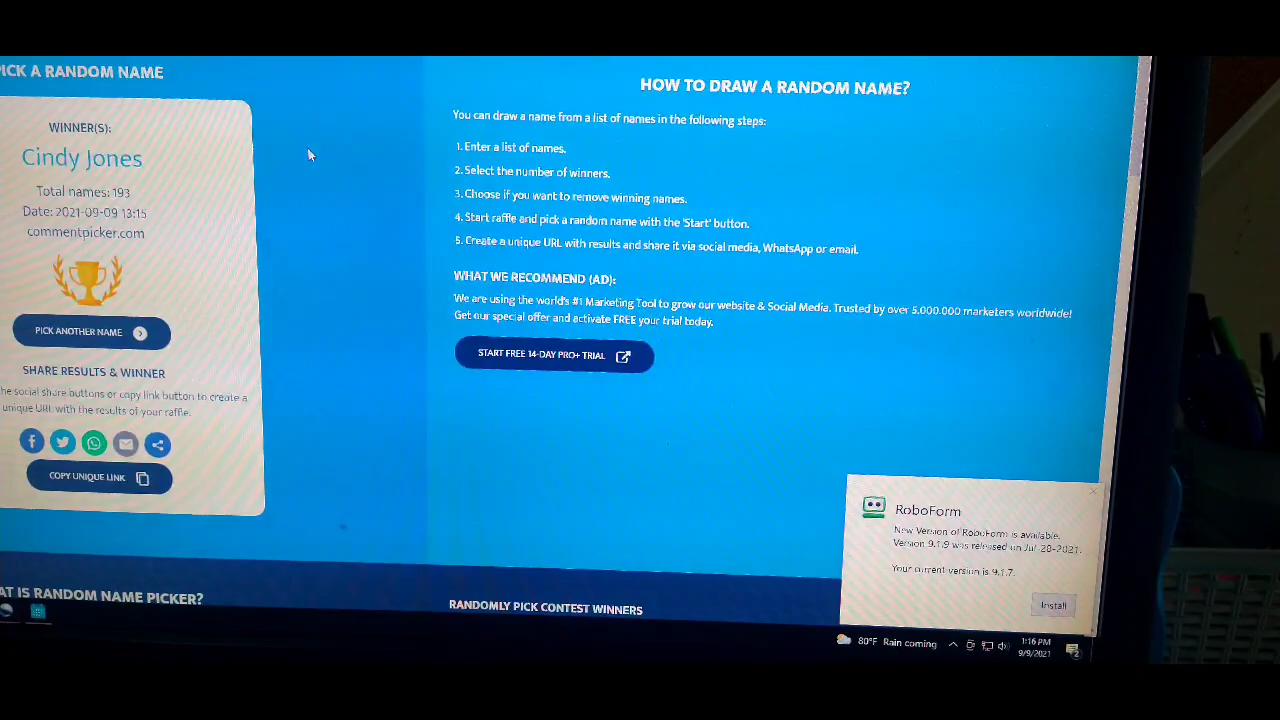 PICK A RANDOM NAME
WINNER(S):
Cindy Jones
Total names: 193
Date: 2021-09-09 13:15
commentpicker.com
PICK ANOTHER NAME
SHARE RESULTS & WINNER
he social share buttons or copy link button to create a
unique URL with the results of your raffle.
COPY UNIQUE LINK
HOW TO DRAW A RANDOM NAME?
You can draw a name from a list of names in the following steps:
1. Enter a list of names.
2. Select the number of winners.
3. Choose if you want to remove winning names.
4. Start raffle and pick a random name with the 'Start' button.
5. Create a unique URL with results and share it via social media, WhatsApp or email.
WHAT WE RECOMMEND (AD):
We are using the world's #1 Marketing Tool to grow our website & Social Media. Trusted by over 5.000.000 marketers worldwide!
Get our special offer and activate FREE your trial today.
START FREE 14-DAY PRO+ TRIAL
RoboForm
New Version of RoboForm is available.
Version 9.1.9 was released on Jul-28-2021.
Your current version is 9.1.7.
Install
AT IS RANDOM NAME PICKER?
RANDOMLY PICK CONTEST WINNERS
80°F Rain coming
1:16 PM
9/9/2021
2